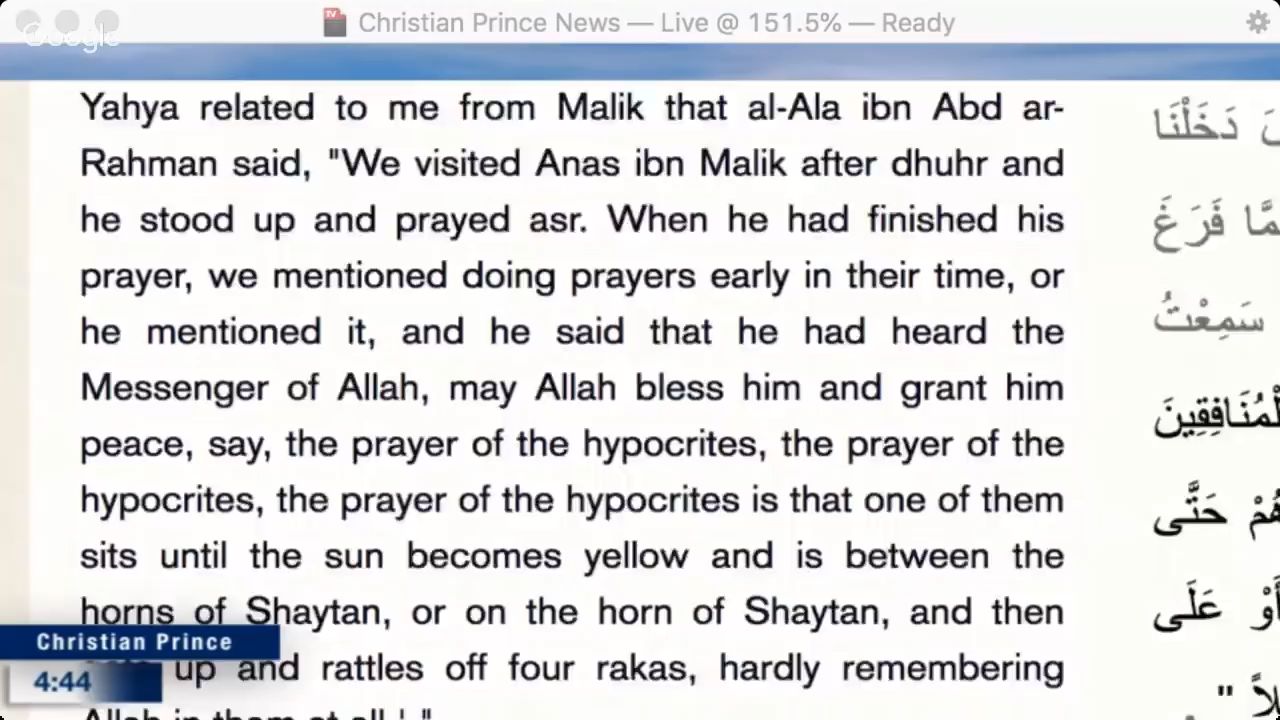 Christian Prince News — Live @ 151.5% — Ready
Google
Yahya related to me from Malik that al-Ala ibn Abd ar-
Rahman said, "We visited Anas ibn Malik after dhuhr and
he stood up and prayed asr. When he had finished his
prayer, we mentioned doing prayers early in their time, or
he mentioned it, and he said that he had heard the
Messenger of Allah, may Allah bless him and grant him
peace, say, the prayer of the hypocrites, the prayer of the
hypocrites, the prayer of the hypocrites is that one of them
sits until the sun becomes yellow and is between the
horns of Shaytan, or on the horn of Shaytan, and then
up and rattles off four rakas, hardly remembering
Allah in them at all.' "
دَخَلْنَا
فَرَغَ
سَمِعْتُ
لْمُنَافِقِينَ
حَتَّى
أَوْ عَلَى
Christian Prince
4:44